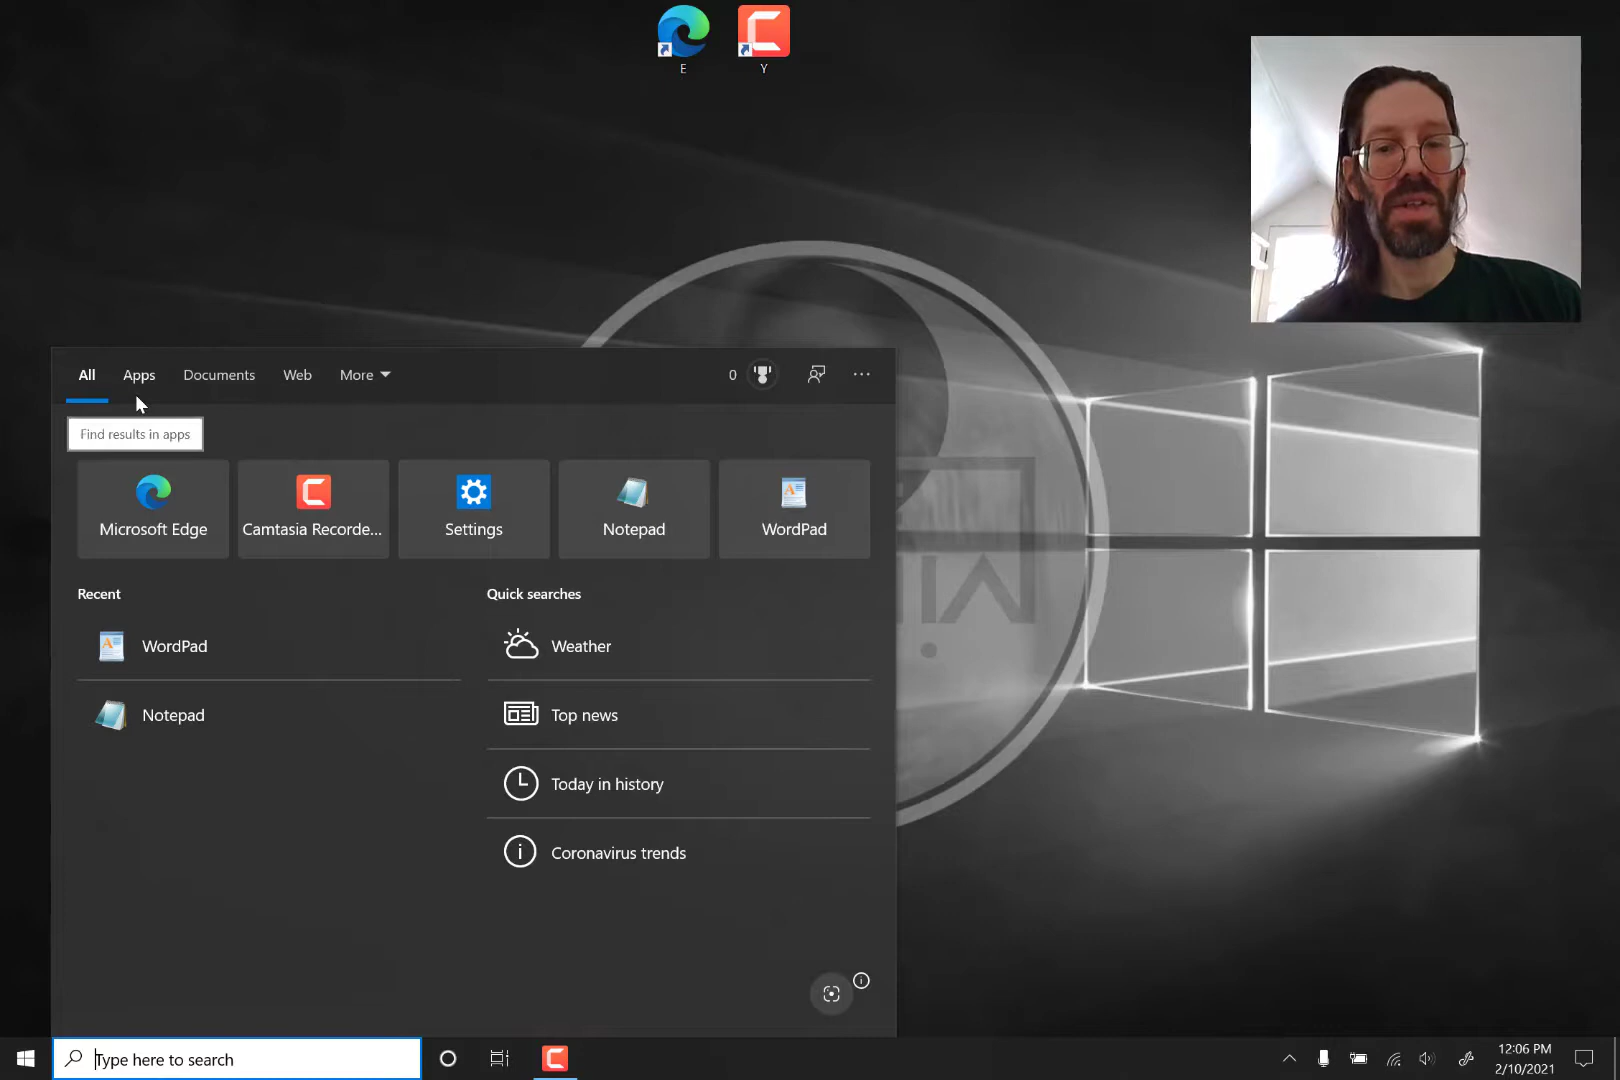 E
Y
All
Apps
Documents
Web
More
0
Find results in apps
Microsoft Edge
Camtasia Recorde...
Settings
Notepad
WordPad
Recent
Quick searches
WordPad
Weather
Notepad
Top news
Today in history
Coronavirus trends
Type here to search
12:06 PM
2/10/2021